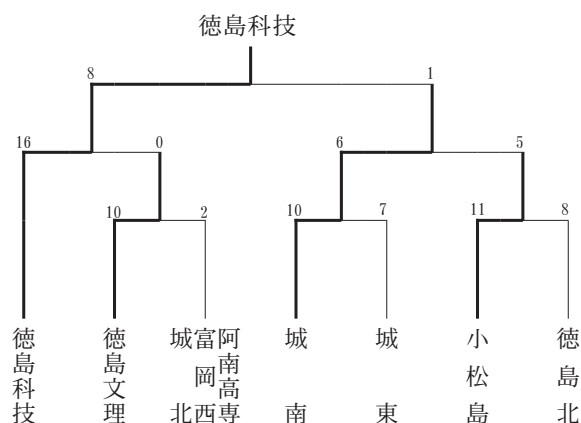 徳島科技
8 1
16 0 6 5
10 2 10 7 11 8
徳島科技
徳島文理
城北
富岡西
阿南高専
城南
城東
小松島
徳島北